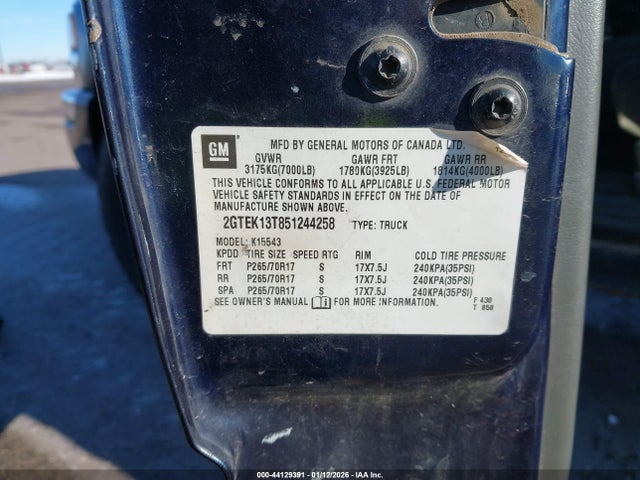 GM
MFD BY GENERAL MOTORS OF CANADA LTD.
GVWR GAWR FRT GAWR RR
3175KG(7000LB) 1780KG(3925LB) 1814KG(4000LB)
THIS VEHICLE CONFORMS TO ALL APPLICABLE U.S. FEDERAL MOTOR
VEHICLE SAFETY STANDARDS IN EFFECT ON THE DATE OF
MANUFACTURE SHOWN ABOVE.
2GTEK13T851244258 TYPE: TRUCK
MODEL: K15543
KPDD TIRE SIZE SPEED RTG RIM COLD TIRE PRESSURE
FRT P265/70R17 S 17X7.5J 240KPA(35PSI)
RR P265/70R17 S 17X7.5J 240KPA(35PSI)
SPA P265/70R17 S 17X7.5J 240KPA(35PSI)
SEE OWNER'S MANUAL FOR MORE INFORMATION.
F 430
T 050
000-44129391 - 01/12/2026 - IAA Inc.